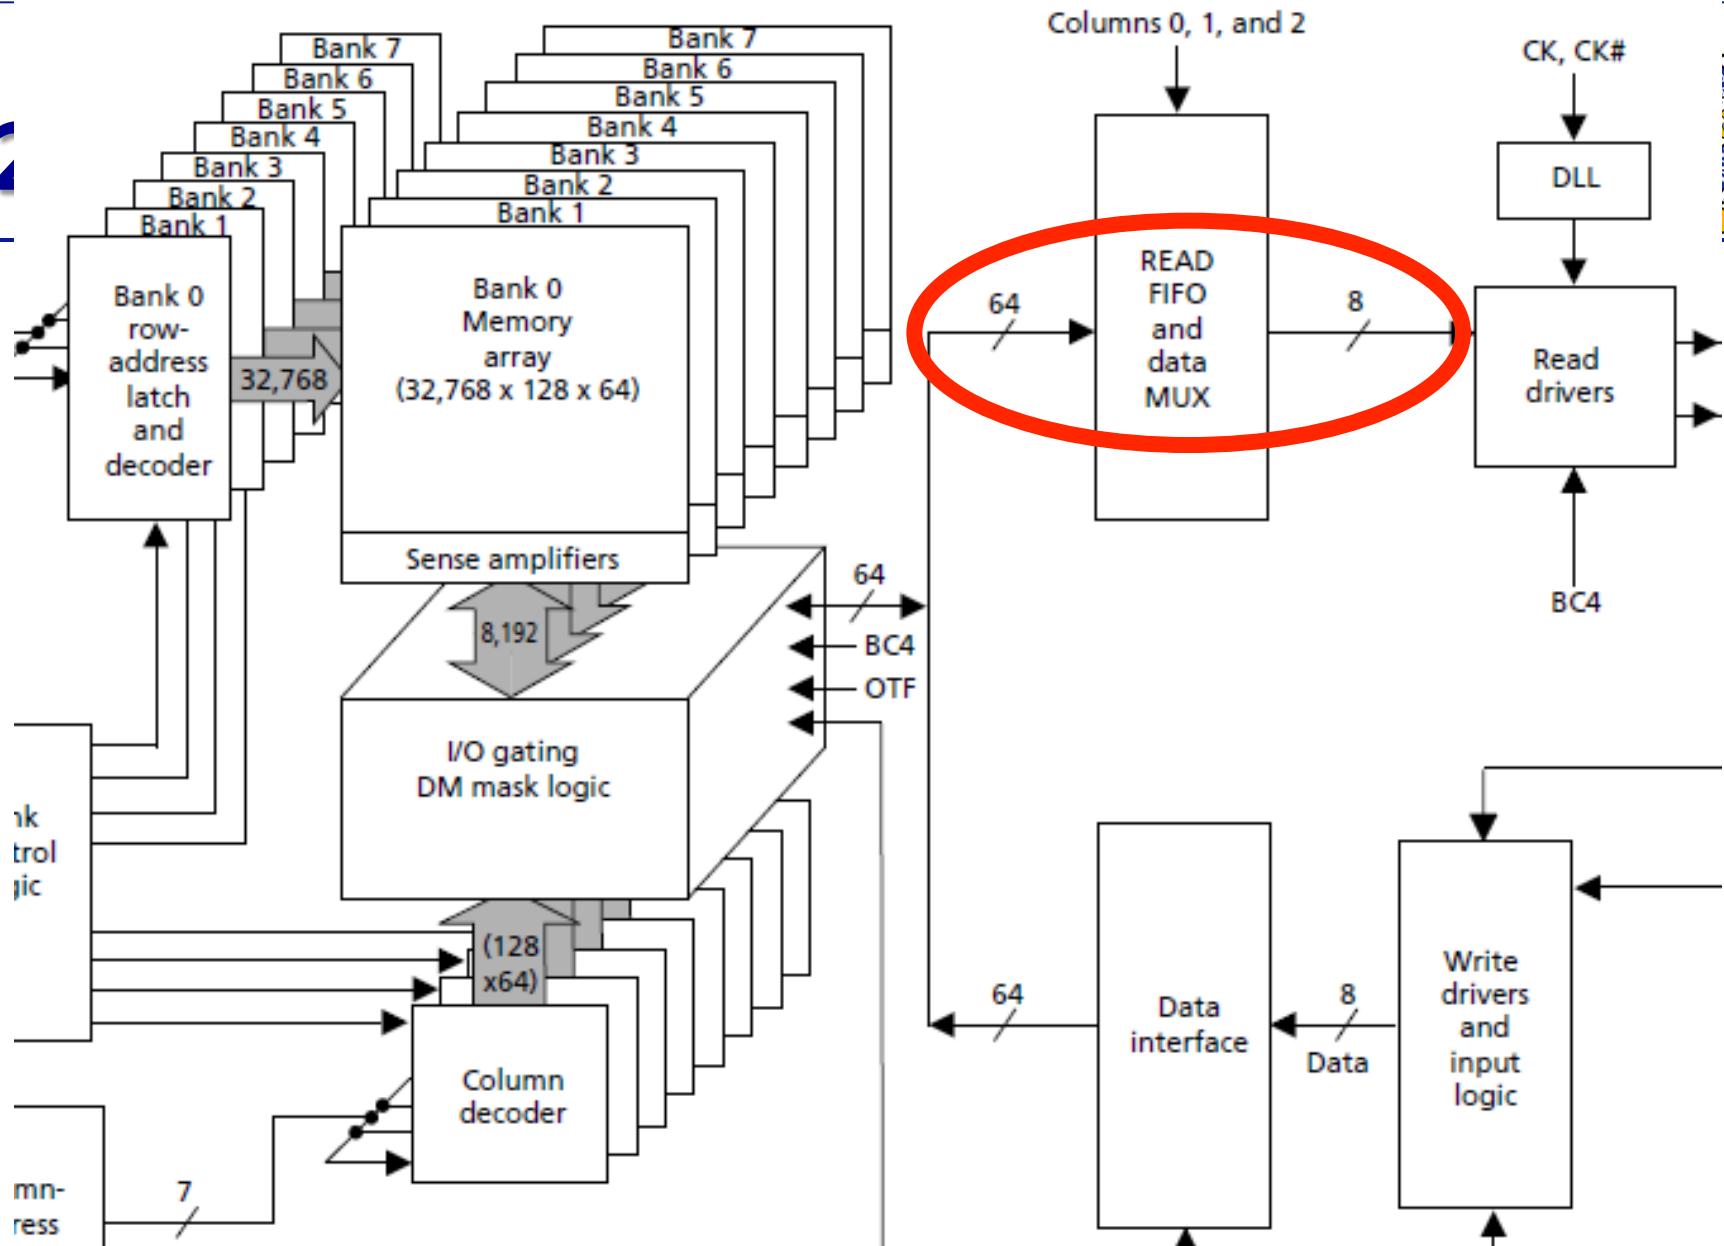 Columns 0, 1, and 2
CK, CK#
Bank 7
Bank 6
Bank 5
Bank 4
Bank 3
Bank 2
Bank 1
Bank 0
row-
address
latch
and
decoder
32,768
Bank 7
Bank 6
Bank 5
Bank 4
Bank 3
Bank 2
Bank 1
Bank 0
Memory
array
(32,768 x 128 x 64)
Sense amplifiers
8,192
64
BC4
OTF
I/O gating
DM mask logic
(128
x64)
Column
decoder
7
64
READ
FIFO
and
data
MUX
8
DLL
Read
drivers
BC4
64
Data
interface
8
Data
Write
drivers
and
input
logic
nk
trol
gic
mn-
ress
2